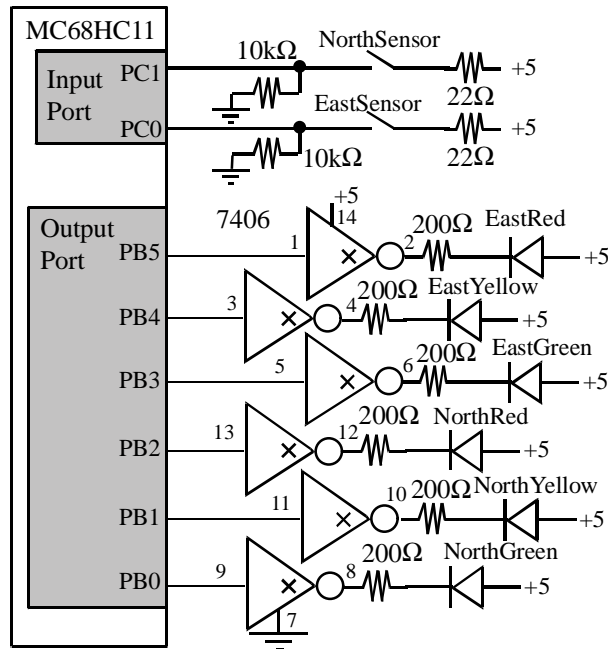 MC68HC11
Input
Port
PC1
PC0
10kΩ
NorthSensor
+5
22Ω
EastSensor
+5
10kΩ
22Ω
Output
Port
7406
+5
14
PB5
1
2
200Ω
EastRed
+5
PB4
3
4
200Ω
EastYellow
+5
PB3
5
6
200Ω
EastGreen
+5
PB2
13
12
200Ω
NorthRed
+5
PB1
11
10
200Ω
NorthYellow
+5
PB0
9
8
200Ω
NorthGreen
+5
7